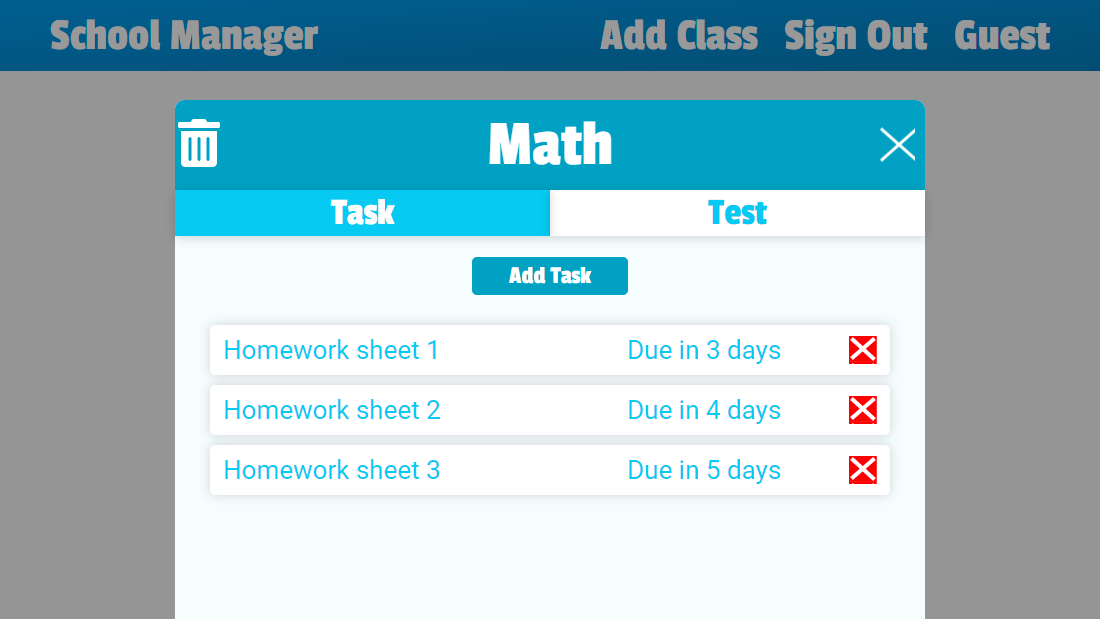 School Manager Add Class Sign Out Guest
Math
Task Test
Add Task
Homework sheet 1 Due in 3 days
Homework sheet 2 Due in 4 days
Homework sheet 3 Due in 5 days